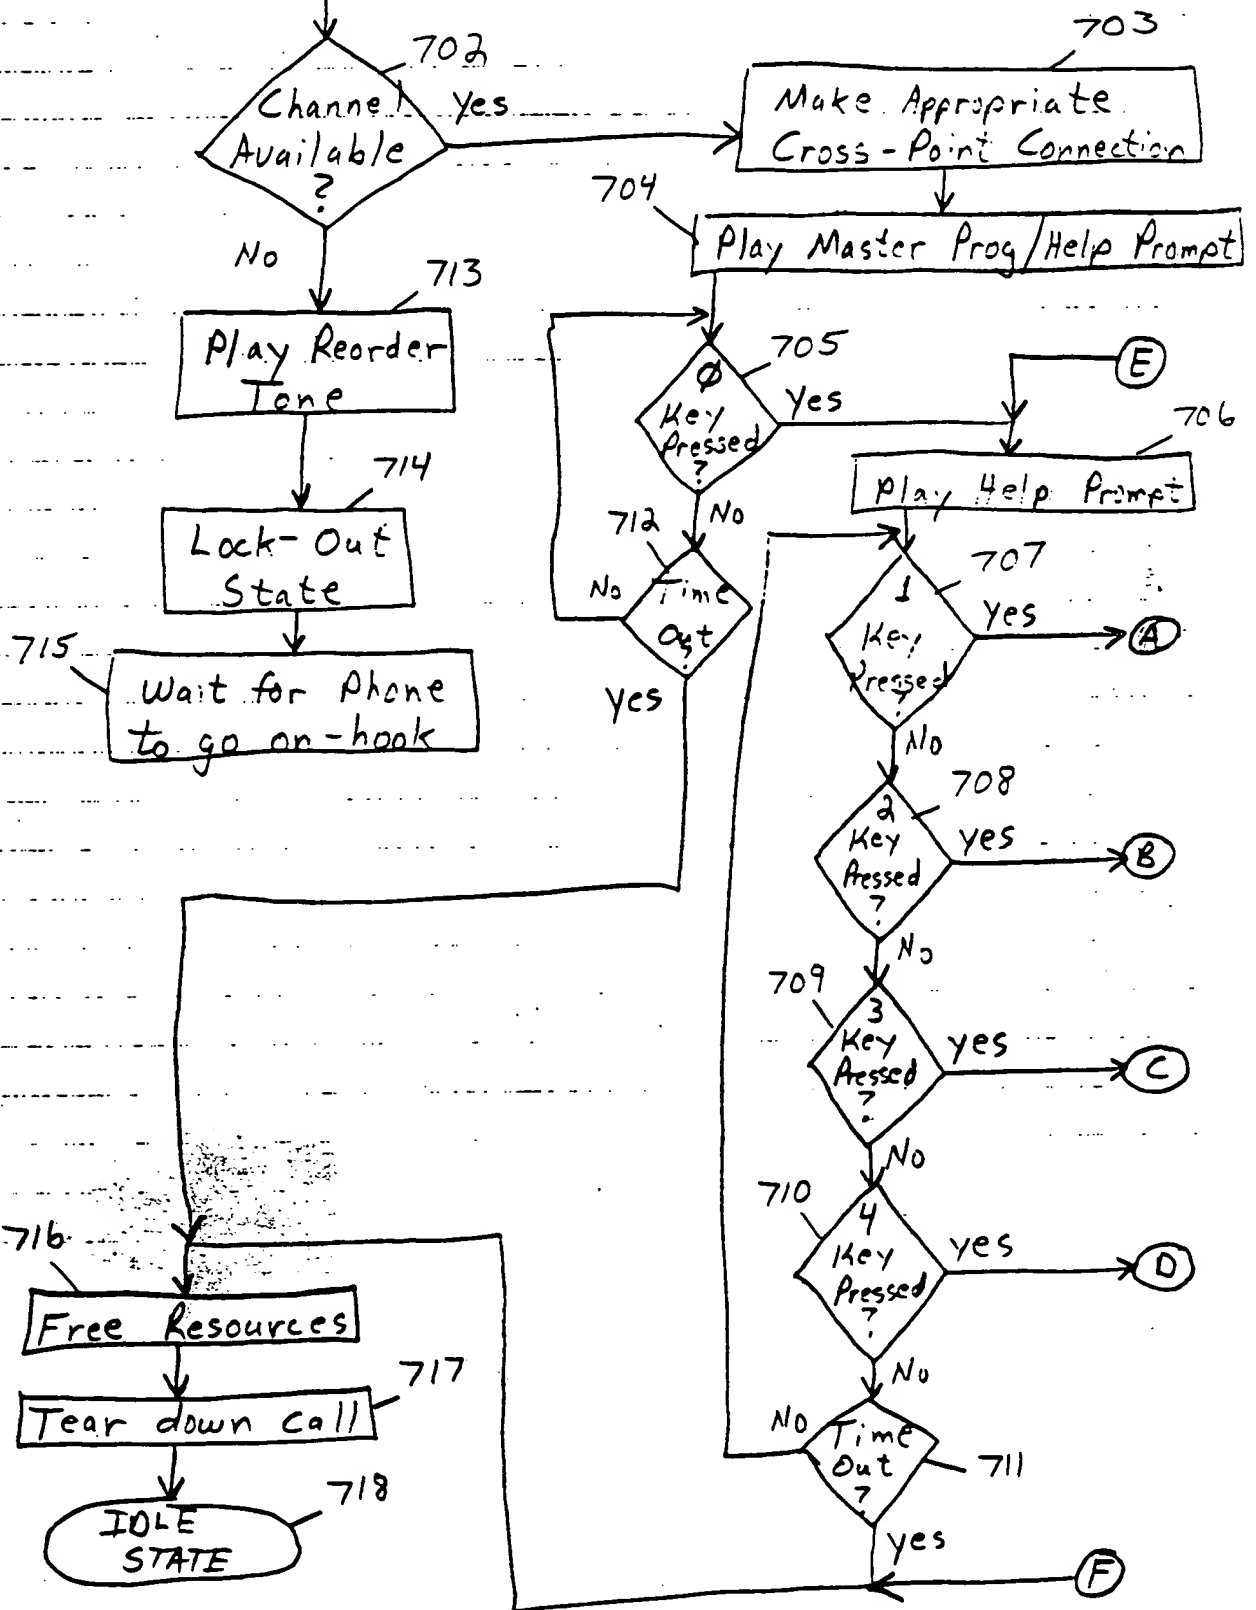 702
Channel
Available
?
Yes
No
703
Make Appropriate
Cross-Point Connection
704
Play Master Prog/Help Prompt
713
Play Reorder
Tone
714
Lock-Out
State
715
Wait for Phone
to go on-hook
705
Ø
Key
Pressed
?
Yes
No
E
706
Play Help Prompt
712
Time
Out
No
yes
707
1
Key
Pressed
?
Yes
A
No
708
2
Key
Pressed
?
yes
B
No
709
3
Key
Pressed
?
yes
C
No
710
4
Key
Pressed
?
yes
D
No
711
Time
Out
?
No
yes
F
716
Free Resources
717
Tear down call
718
IDLE
STATE